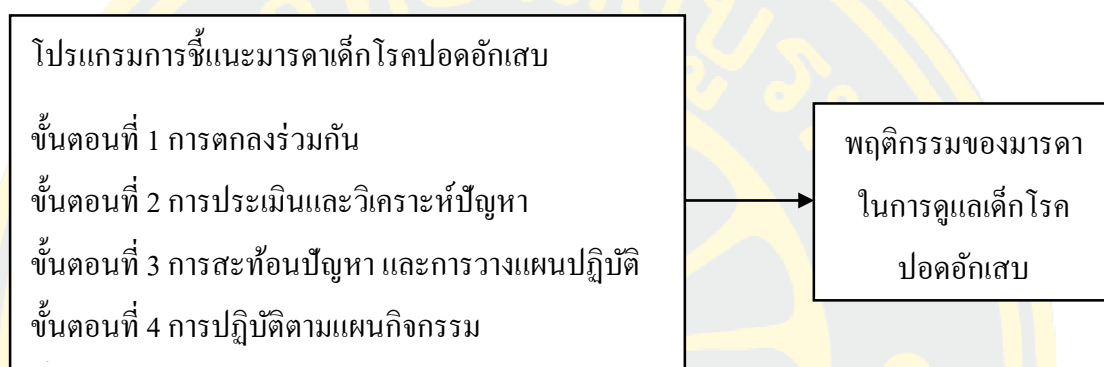 โปรแกรมการชี้แนะมารดาเด็กโรคปอดอักเสบ
ขั้นตอนที่ 1 การตกลงร่วมกัน
ขั้นตอนที่ 2 การประเมินและวิเคราะห์ปัญหา
ขั้นตอนที่ 3 การสะท้อนปัญหา และการวางแผนปฏิบัติ
ขั้นตอนที่ 4 การปฏิบัติตามแผนกิจกรรม
พฤติกรรมของมารดา
ในการดูแลเด็กโรค
ปอดอักเสบ